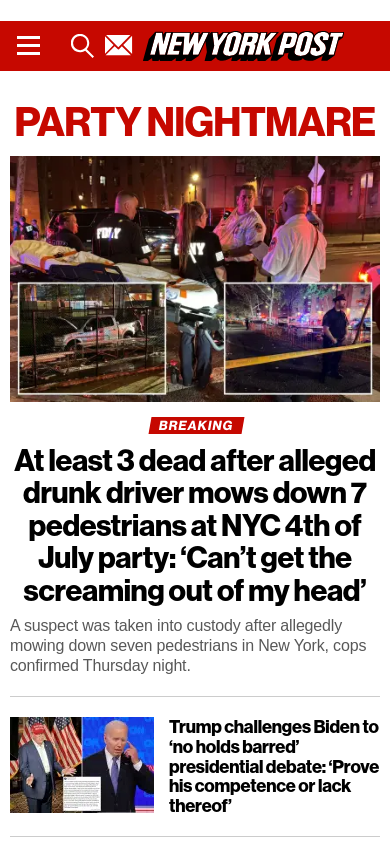 NEW YORK POST
PARTY NIGHTMARE
FDNY
BREAKING
At least 3 dead after alleged
drunk driver mows down 7
pedestrians at NYC 4th of
July party: ‘Can’t get the
screaming out of my head’
A suspect was taken into custody after allegedly
mowing down seven pedestrians in New York, cops
confirmed Thursday night.
Trump challenges Biden to
‘no holds barred’
presidential debate: ‘Prove
his competence or lack
thereof’